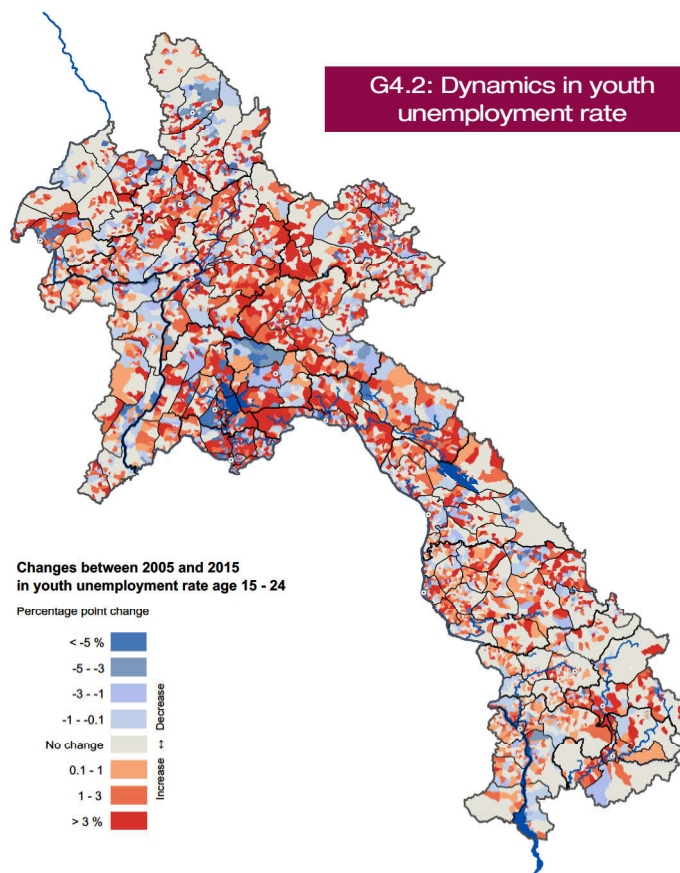 G4.2: Dynamics in youth
unemployment rate
Changes between 2005 and 2015
in youth unemployment rate age 15 - 24
Percentage point change
< -5 %
-5 - -3
-3 - -1
-1 - -0.1
No change
0.1 - 1
1 - 3
> 3 %
Increase ↔ Decrease